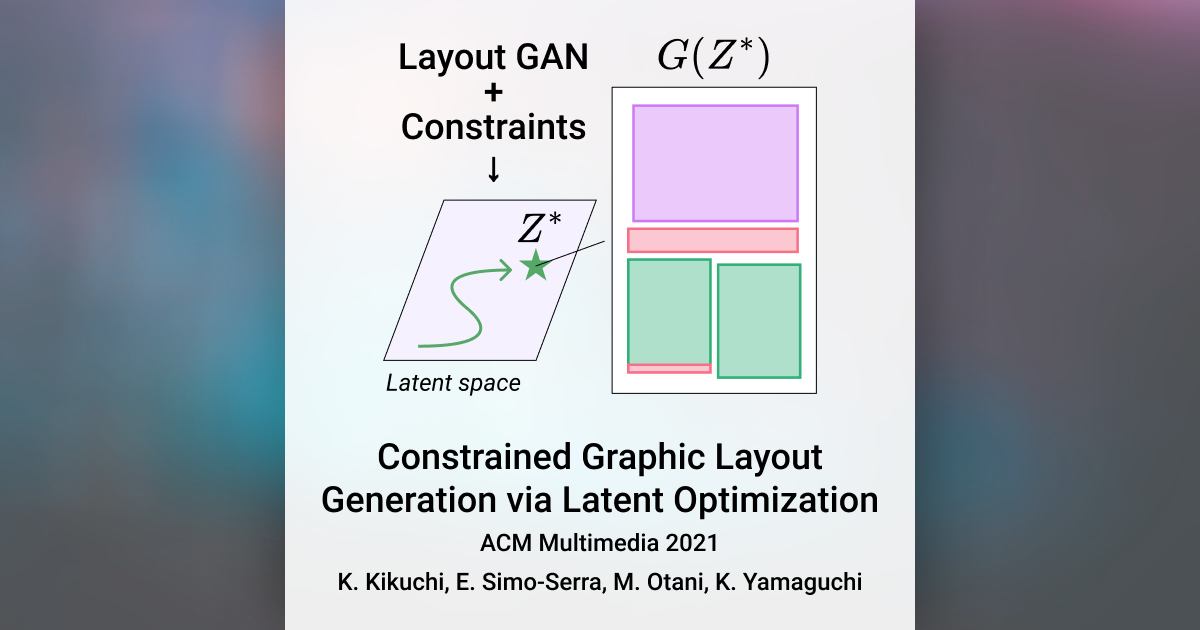 Layout GAN
+
Constraints
↓
G(Z*)
Z*
Latent space
Constrained Graphic Layout
Generation via Latent Optimization
ACM Multimedia 2021
K. Kikuchi, E. Simo-Serra, M. Otani, K. Yamaguchi